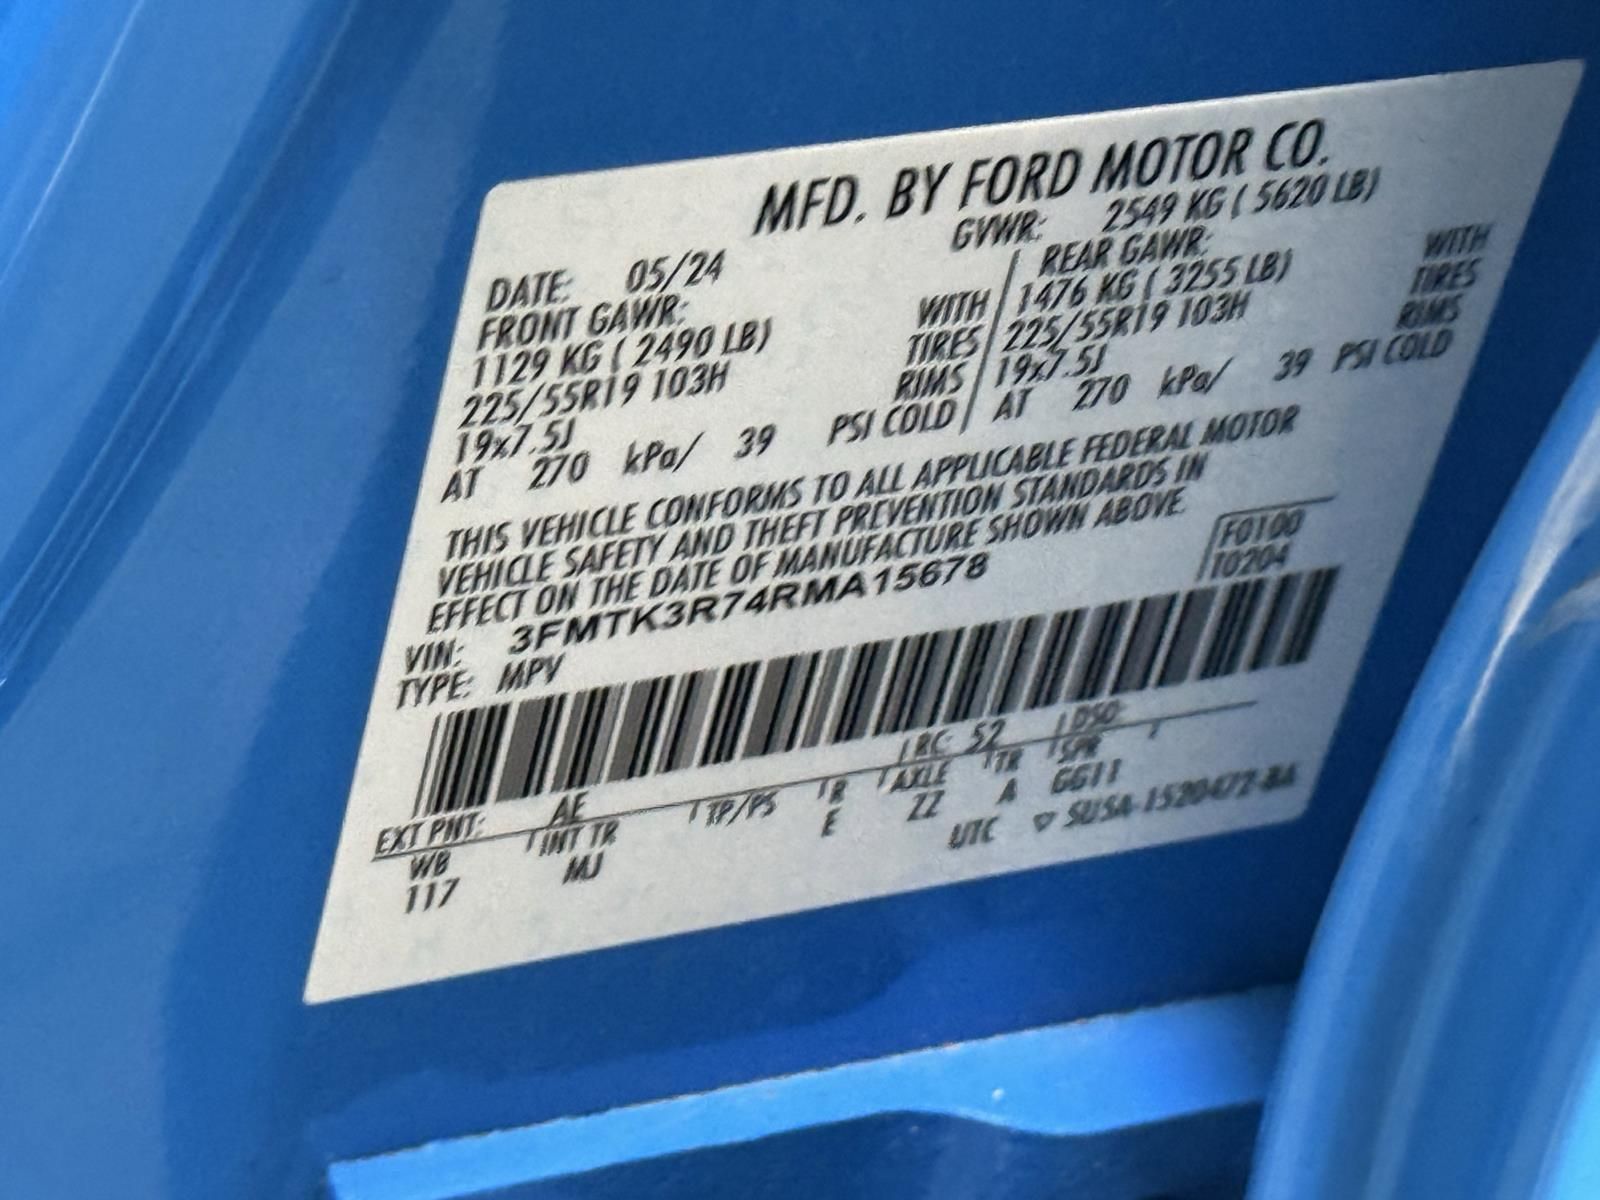 MFD. BY FORD MOTOR CO.
DATE: 05/24 GVWR: 2549 KG ( 5620 LB)
FRONT GAWR: REAR GAWR:
1129 KG ( 2490 LB) WITH 1476 KG ( 3255 LB) WITH
225/55R19 103H TIRES 225/55R19 103H TIRES
19x7.5J RIMS 19x7.5J RIMS
AT 270 kPa/ 39 PSI COLD AT 270 kPa/ 39 PSI COLD
THIS VEHICLE CONFORMS TO ALL APPLICABLE FEDERAL MOTOR
VEHICLE SAFETY AND THEFT PREVENTION STANDARDS IN
EFFECT ON THE DATE OF MANUFACTURE SHOWN ABOVE.
VIN: 3FMTK3R74RMA15678 F0100
TYPE: MPV T0204
EXT PNT: AE RC: 52 DSO:
WB INT TR TP/PS R AXLE TR SPR
117 MJ E ZZ A GG11
UTC ▽ SUSA-1520472-BA